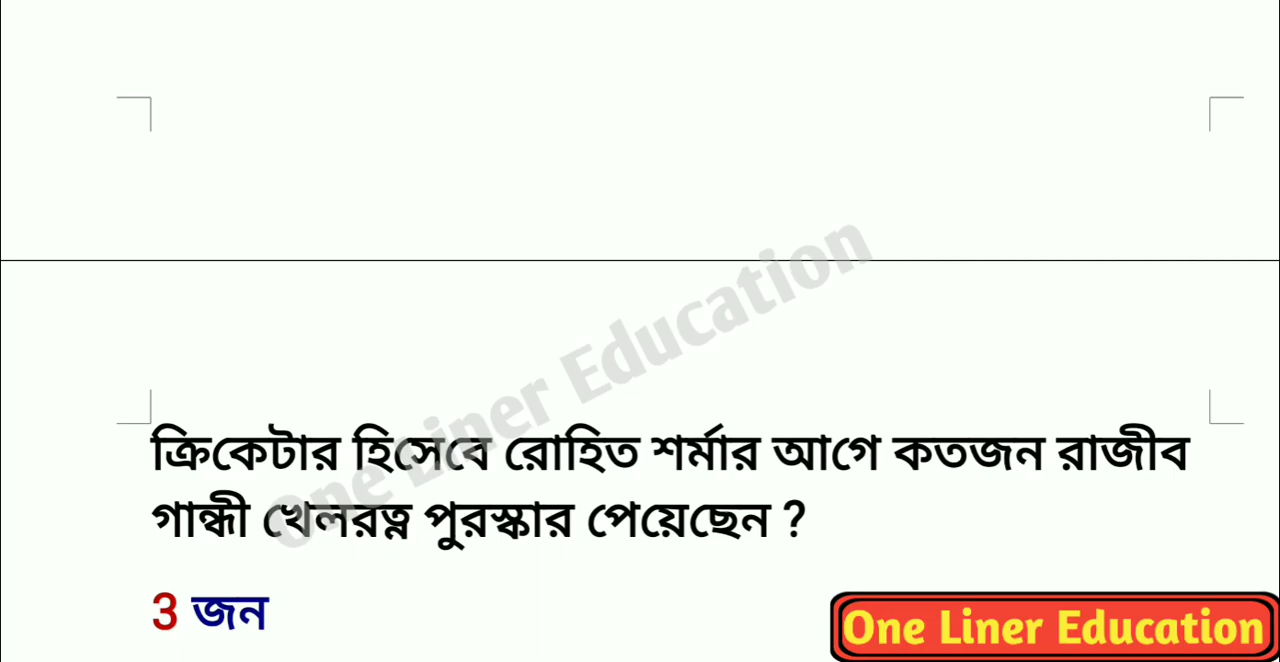 One Liner Education
ক্রিকেটার হিসেবে রোহিত শর্মার আগে কতজন রাজীব
গান্ধী খেলরত্ন পুরস্কার পেয়েছেন ?
3 জন
One Liner Education